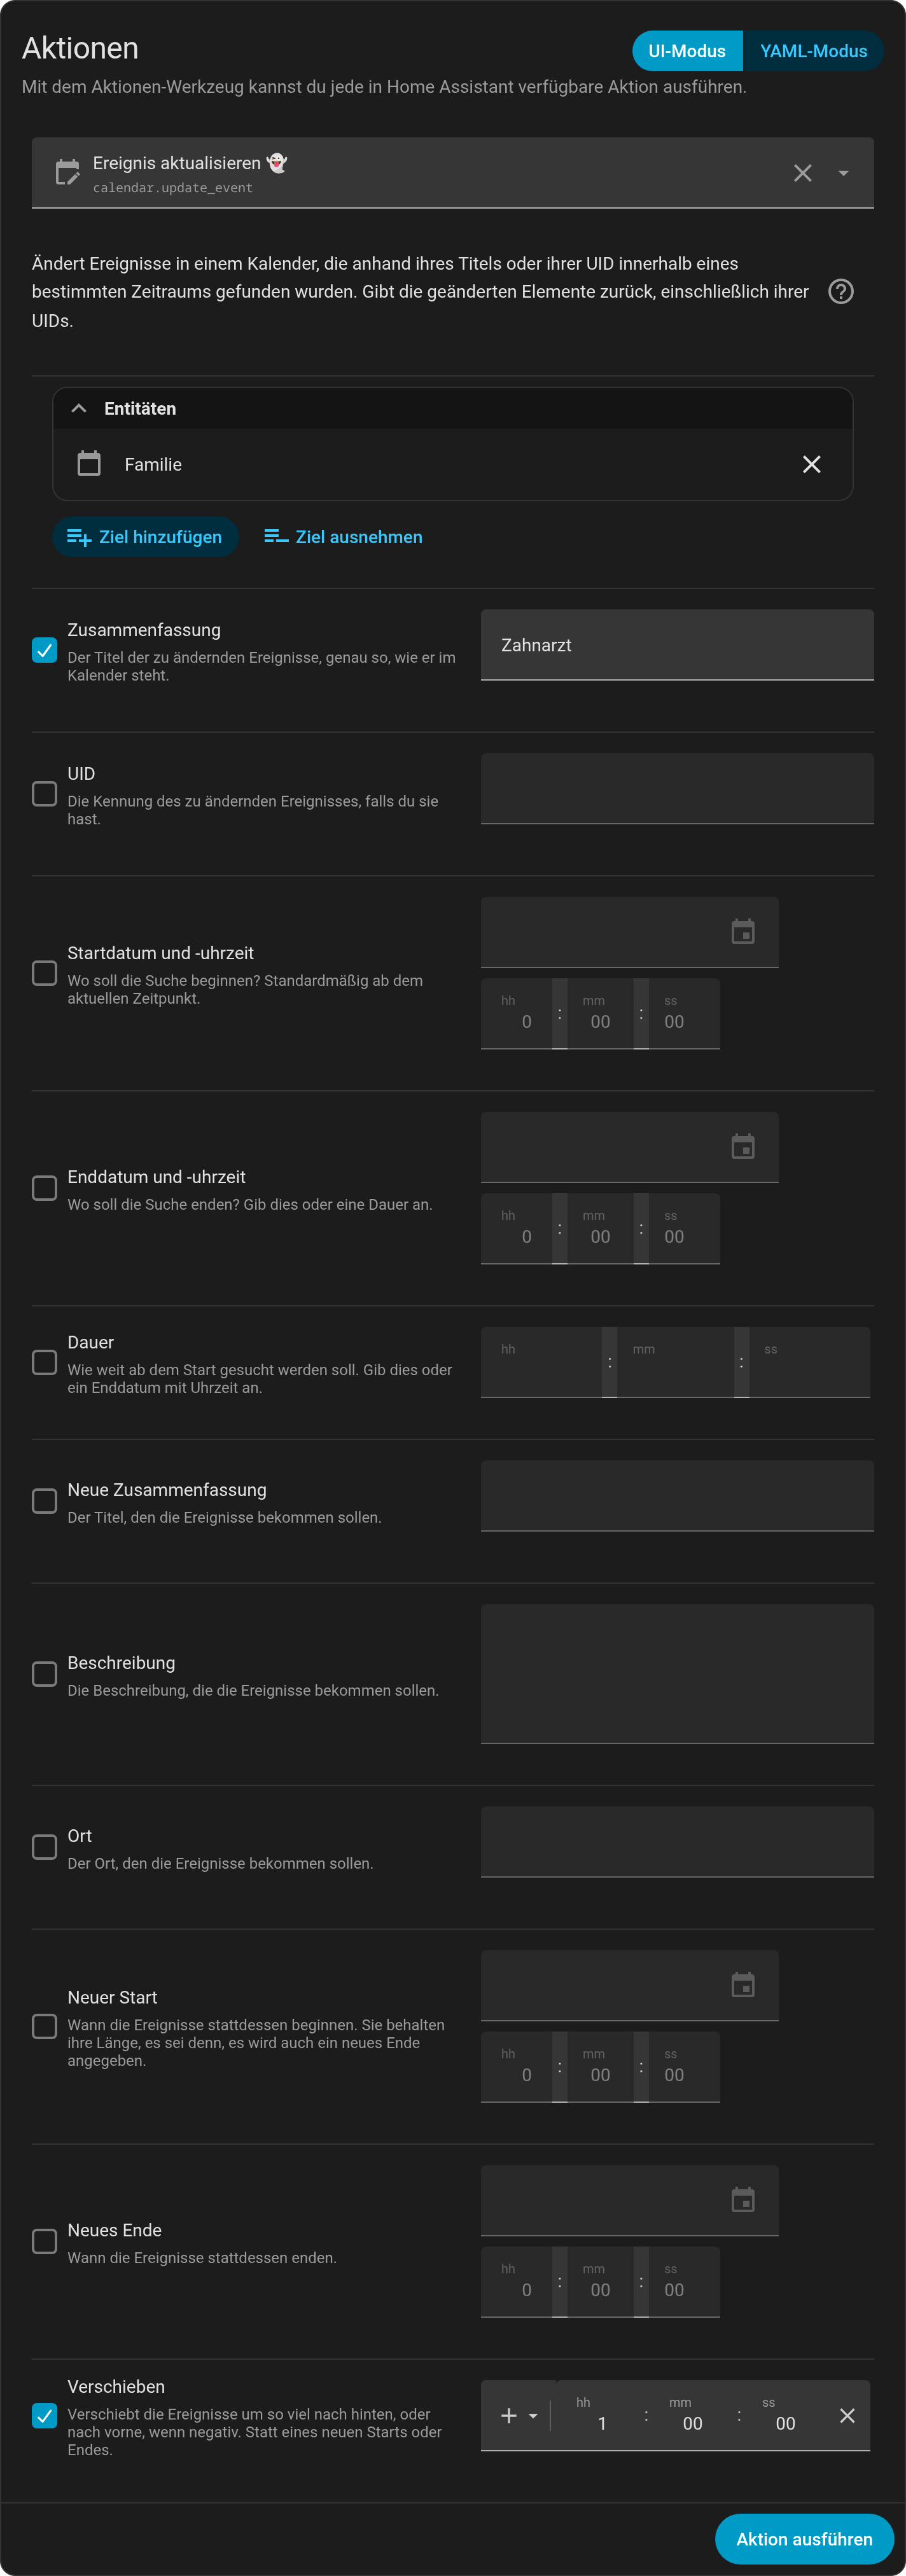 Aktionen
UI-Modus
YAML-Modus
Mit dem Aktionen-Werkzeug kannst du jede in Home Assistant verfügbare Aktion ausführen.
Ereignis aktualisieren 👻
calendar.update_event
Ändert Ereignisse in einem Kalender, die anhand ihres Titels oder ihrer UID innerhalb eines
bestimmten Zeitraums gefunden wurden. Gibt die geänderten Elemente zurück, einschließlich ihrer
UIDs.
Entitäten
Familie
Ziel hinzufügen
Ziel ausnehmen
Zusammenfassung
Der Titel der zu ändernden Ereignisse, genau so, wie er im
Kalender steht.
Zahnarzt
UID
Die Kennung des zu ändernden Ereignisses, falls du sie
hast.
Startdatum und -uhrzeit
Wo soll die Suche beginnen? Standardmäßig ab dem
aktuellen Zeitpunkt.
hh mm ss
0 : 00 : 00
Enddatum und -uhrzeit
Wo soll die Suche enden? Gib dies oder eine Dauer an.
hh mm ss
0 : 00 : 00
Dauer
Wie weit ab dem Start gesucht werden soll. Gib dies oder
ein Enddatum mit Uhrzeit an.
hh : mm : ss
Neue Zusammenfassung
Der Titel, den die Ereignisse bekommen sollen.
Beschreibung
Die Beschreibung, die die Ereignisse bekommen sollen.
Ort
Der Ort, den die Ereignisse bekommen sollen.
Neuer Start
Wann die Ereignisse stattdessen beginnen. Sie behalten
ihre Länge, es sei denn, es wird auch ein neues Ende
angegeben.
hh mm ss
0 : 00 : 00
Neues Ende
Wann die Ereignisse stattdessen enden.
hh mm ss
0 : 00 : 00
Verschieben
Verschiebt die Ereignisse um so viel nach hinten, oder
nach vorne, wenn negativ. Statt eines neuen Starts oder
Endes.
hh mm ss
+ 1 : 00 : 00
Aktion ausführen